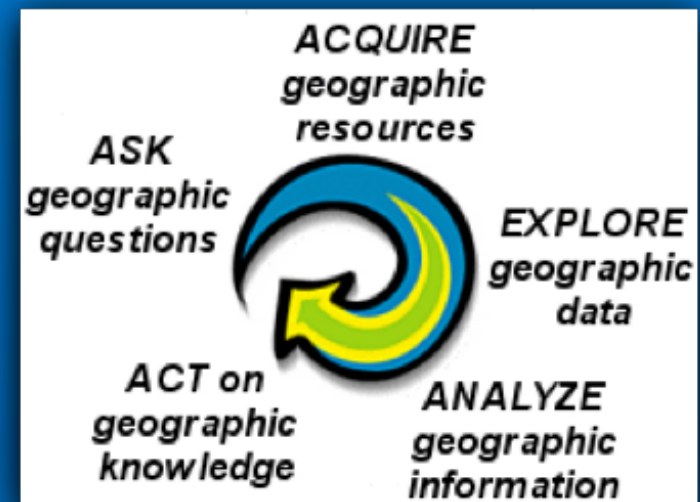 ACQUIRE
geographic
resources
ASK
geographic
questions
EXPLORE
geographic
data
ACT on
geographic
knowledge
ANALYZE
geographic
information